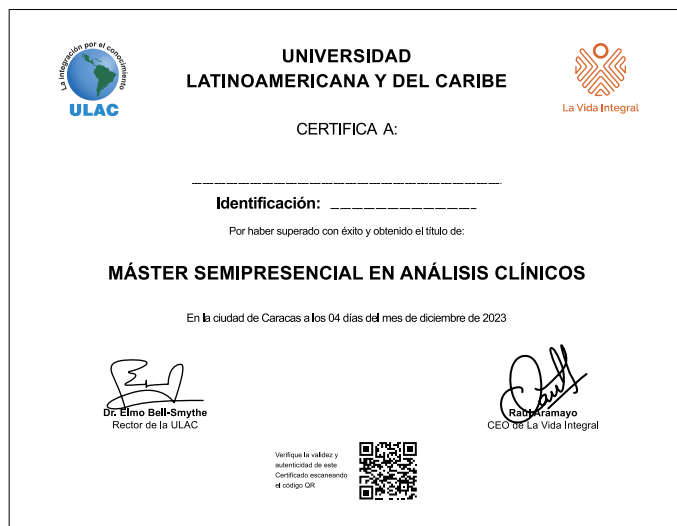 La integración por el conocimiento
ULAC
UNIVERSIDAD
LATINOAMERICANA Y DEL CARIBE
La Vida Integral
CERTIFICA A:
Identificación:
Por haber superado con éxito y obtenido el título de:
MÁSTER SEMIPRESENCIAL EN ANÁLISIS CLÍNICOS
En la ciudad de Caracas a los 04 días del mes de diciembre de 2023
Dr. Elmo Bell-Smythe
Rector de la ULAC
Raúl Aramayo
CEO de La Vida Integral
Verifique la validez y
autenticidad de este
Certificado escaneando
el código QR